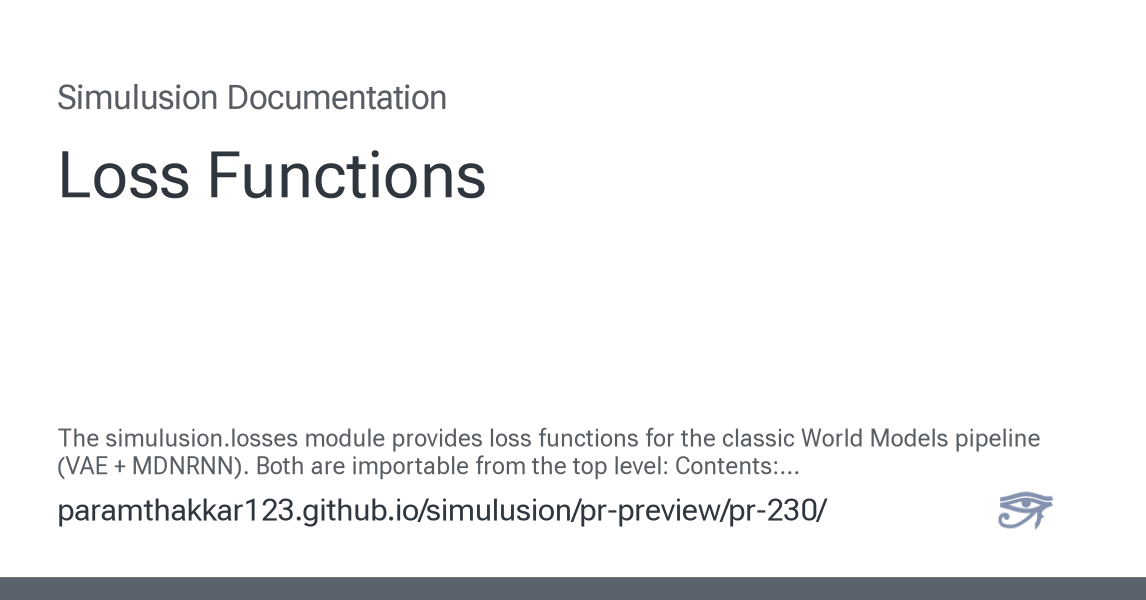 Simulusion Documentation
Loss Functions
The simulusion.losses module provides loss functions for the classic World Models pipeline
(VAE + MDNRNN). Both are importable from the top level: Contents:...
paramthakkar123.github.io/simulusion/pr-preview/pr-230/